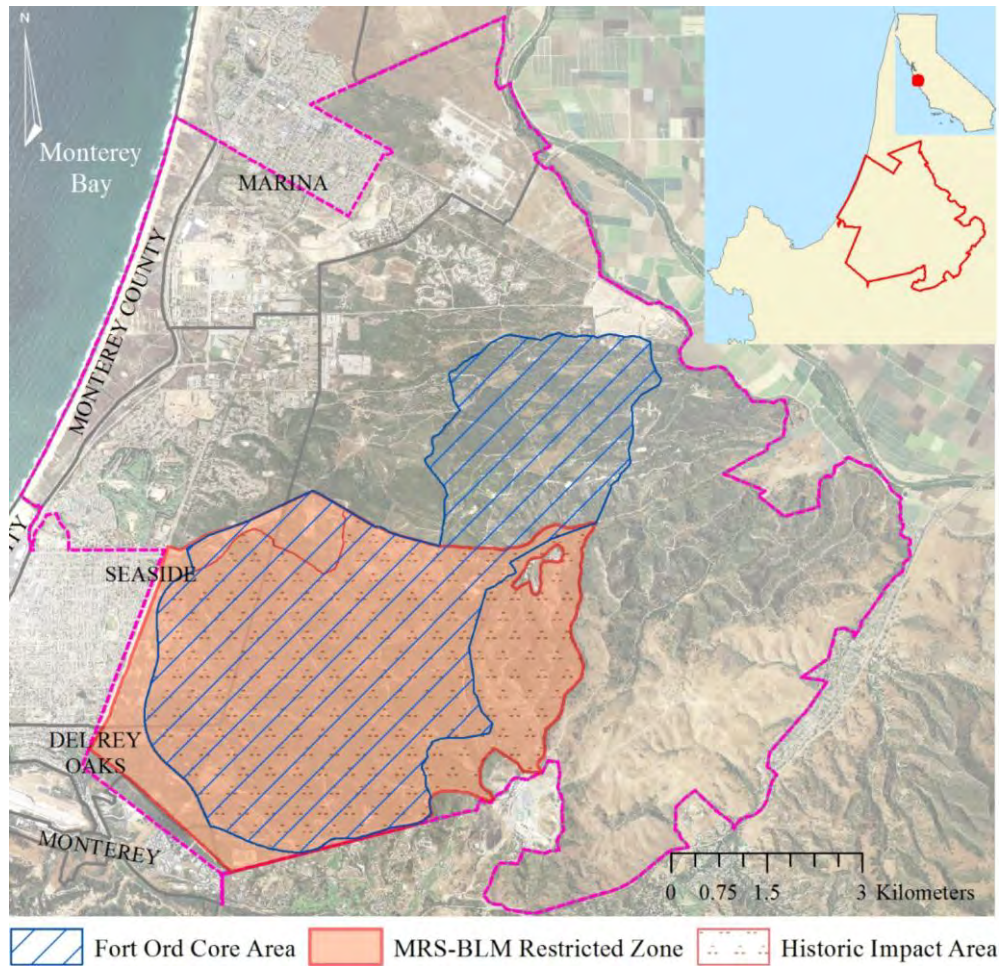 N
Monterey
Bay
MARINA
MONTEREY COUNTY
ITY
SEASIDE
DEL REY
OAKS
MONTEREY
0 0.75 1.5 3 Kilometers
Fort Ord Core Area
MRS-BLM Restricted Zone
Historic Impact Area